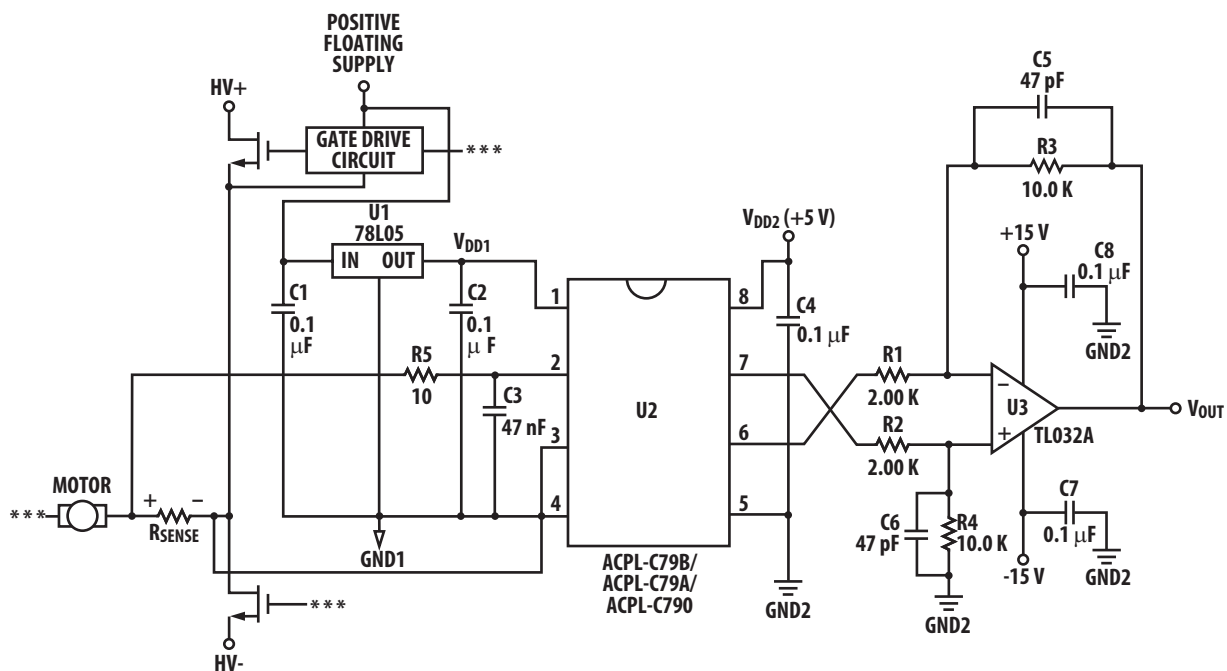 POSITIVE
FLOATING
SUPPLY
HV+
GATE DRIVE
CIRCUIT
***
U1
78L05
IN OUT
VDD1
C1
0.1
μF
C2
0.1
μ F
R5
10
C3
47 nF
MOTOR
***
+ −
RSENSE
GND1
***
HV-
1
2
3
4
8
7
6
5
U2
ACPL-C79B/
ACPL-C79A/
ACPL-C790
VDD2 (+5 V)
C4
0.1 μF
GND2
R1
2.00 K
R2
2.00 K
C5
47 pF
R3
10.0 K
+15 V
C8
0.1 μF
GND2
−
+
U3
TL032A
VOUT
C6
47 pF
R4
10.0 K
GND2
C7
0.1 μF
GND2
-15 V